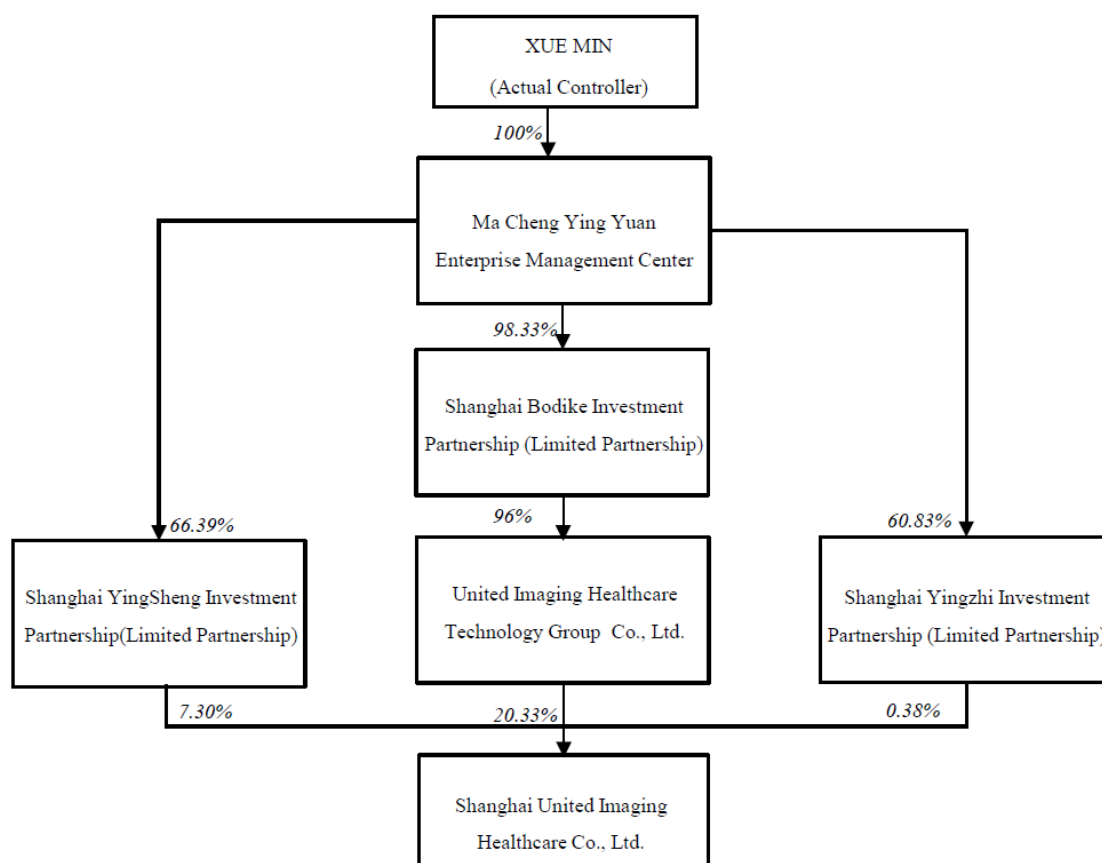 XUE MIN
(Actual Controller)
100%
Ma Cheng Ying Yuan
Enterprise Management Center
98.33%
Shanghai Bodike Investment
Partnership (Limited Partnership)
66.39%
96%
60.83%
Shanghai YingSheng Investment
Partnership(Limited Partnership)
United Imaging Healthcare
Technology Group Co., Ltd.
Shanghai Yingzhi Investment
Partnership (Limited Partnership)
7.30%
20.33%
0.38%
Shanghai United Imaging
Healthcare Co., Ltd.